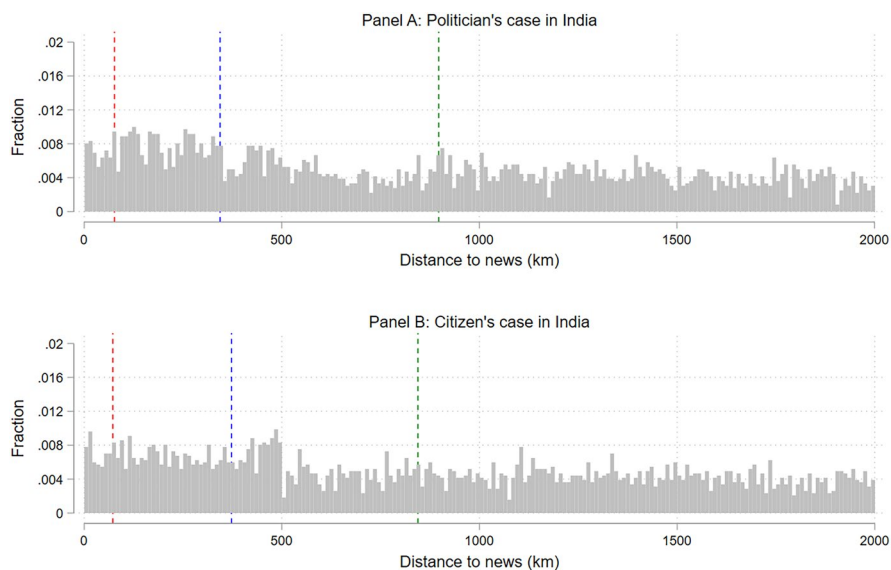 Panel A: Politician's case in India
.02
.016
.012
.008
.004
0
Fraction
0 500 1000 1500 2000
Distance to news (km)
Panel B: Citizen's case in India
.02
.016
.012
.008
.004
0
Fraction
0 500 1000 1500 2000
Distance to news (km)